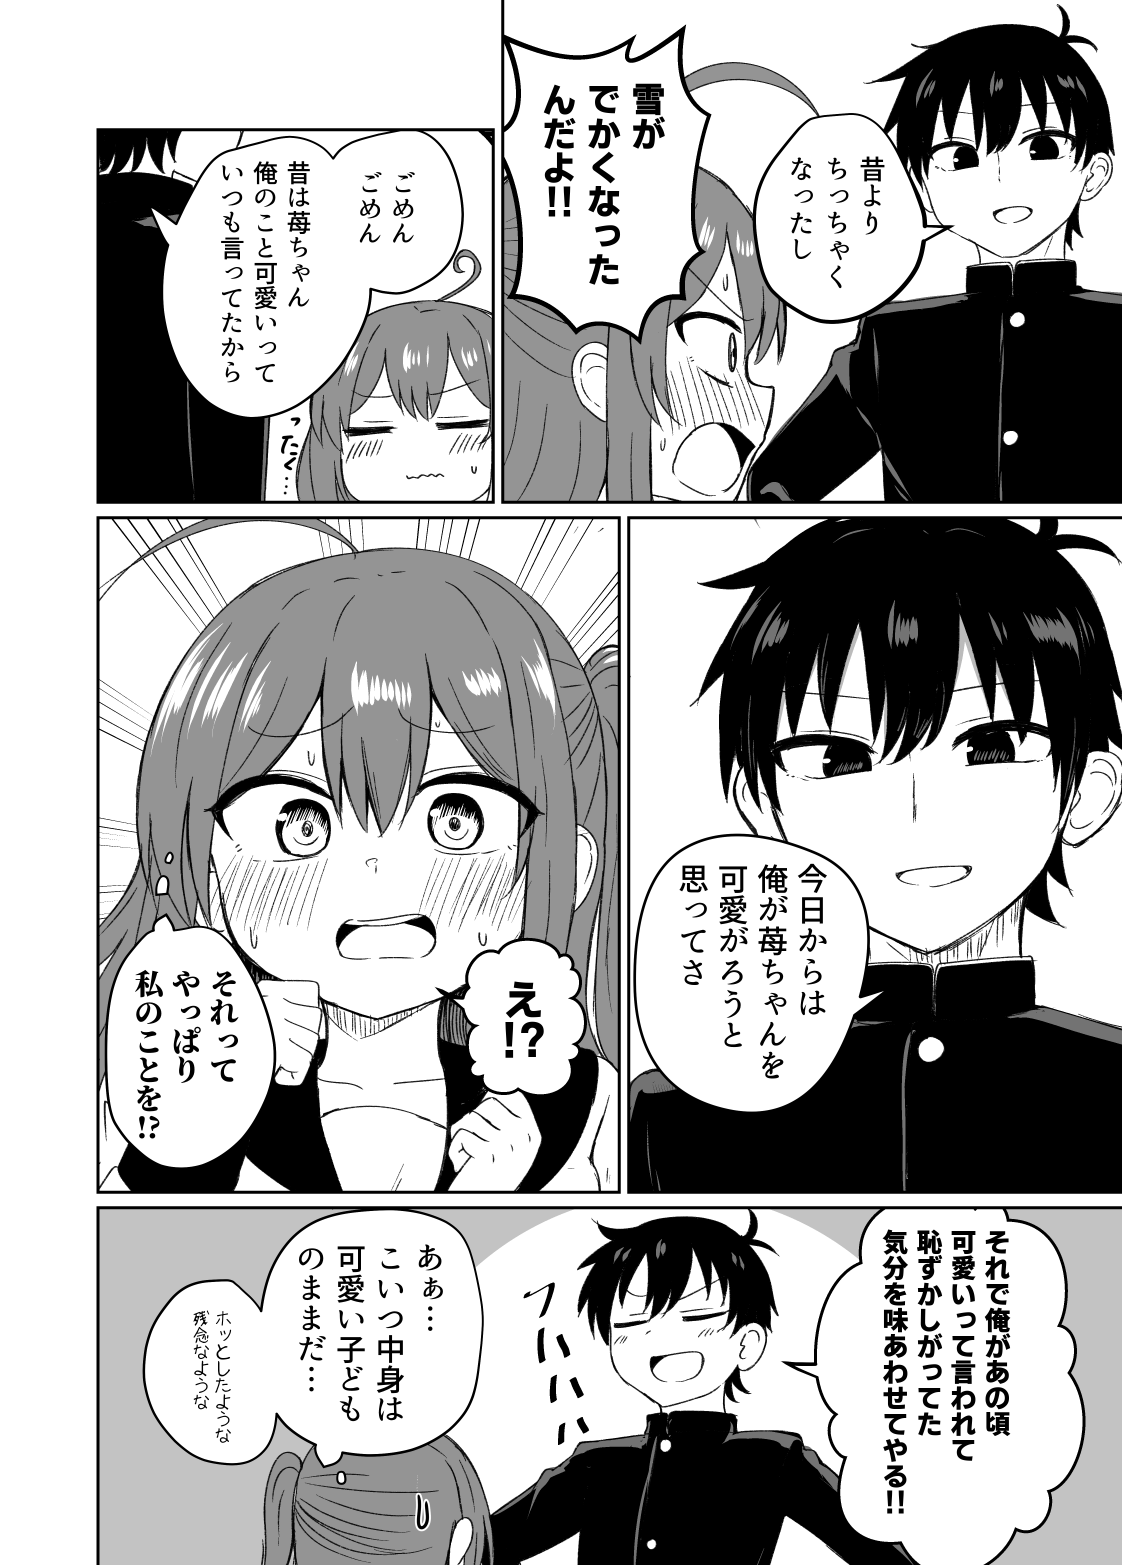 昔より
ちっちゃく
なったし
雪が
でかくなった
んだよ!!
ごめん
ごめん
昔は苺ちゃん
俺のこと可愛いって
いつも言ってたから
ったく…
今日からは
俺が苺ちゃんを
可愛がろうと
思ってさ
え!?
それって
やっぱり
私のことを!?
それで俺があの頃
可愛いって言われて
恥ずかしがってた
気分を味あわせてやる!!
フハハハハ
あぁ…
こいつ中身は
可愛い子ども
のままだ…
ホッとしたような
残念なような